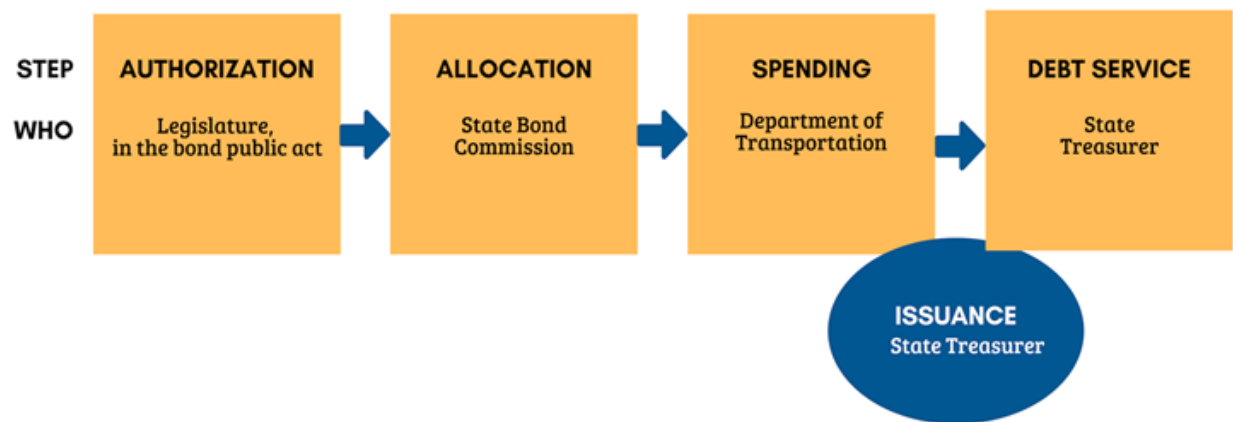 STEP AUTHORIZATION ALLOCATION SPENDING DEBT SERVICE
WHO
Legislature,
in the bond public act
State Bond
Commission
Department of
Transportation
State
Treasurer
ISSUANCE
State Treasurer